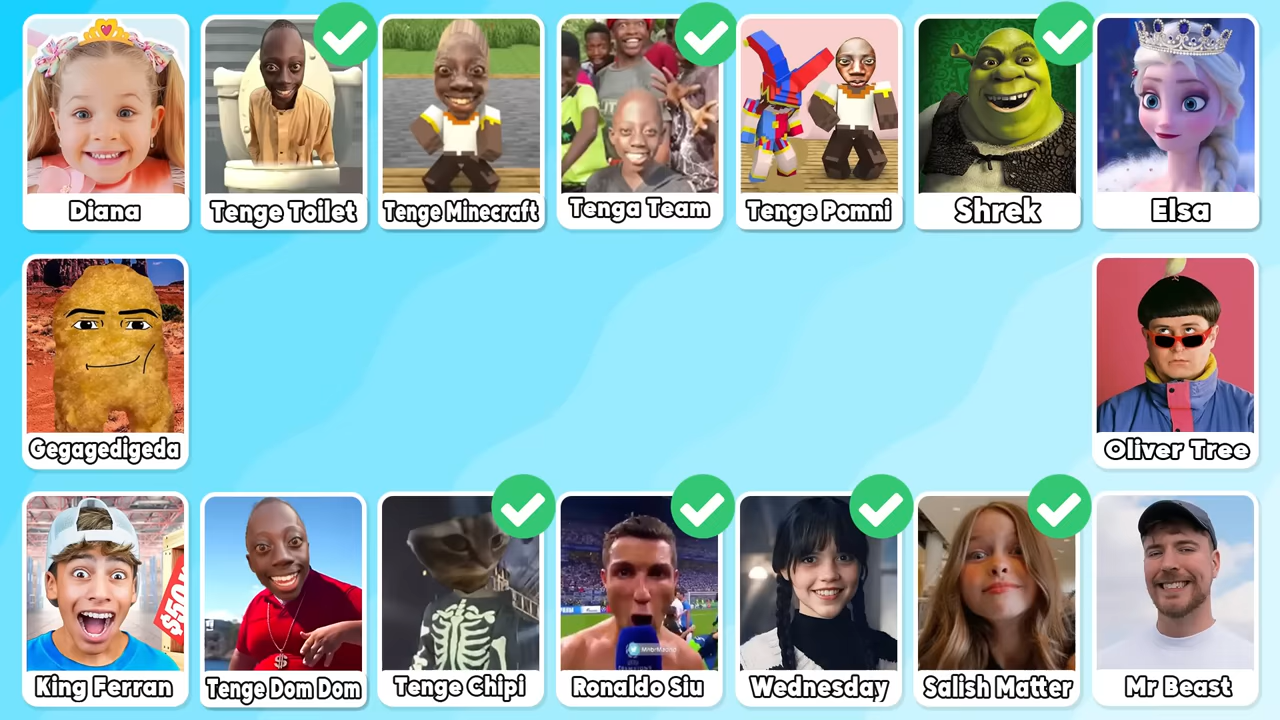 Diana
Tenge Toilet
Tenge Minecraft
Tenga Team
Tenge Pomni
Shrek
Elsa
Gegagedigeda
Oliver Tree
$50
King Ferran
Tenge Dom Dom
$
Tenge Chipi
Ronaldo Siu
Wednesday
Salish Matter
Mr Beast